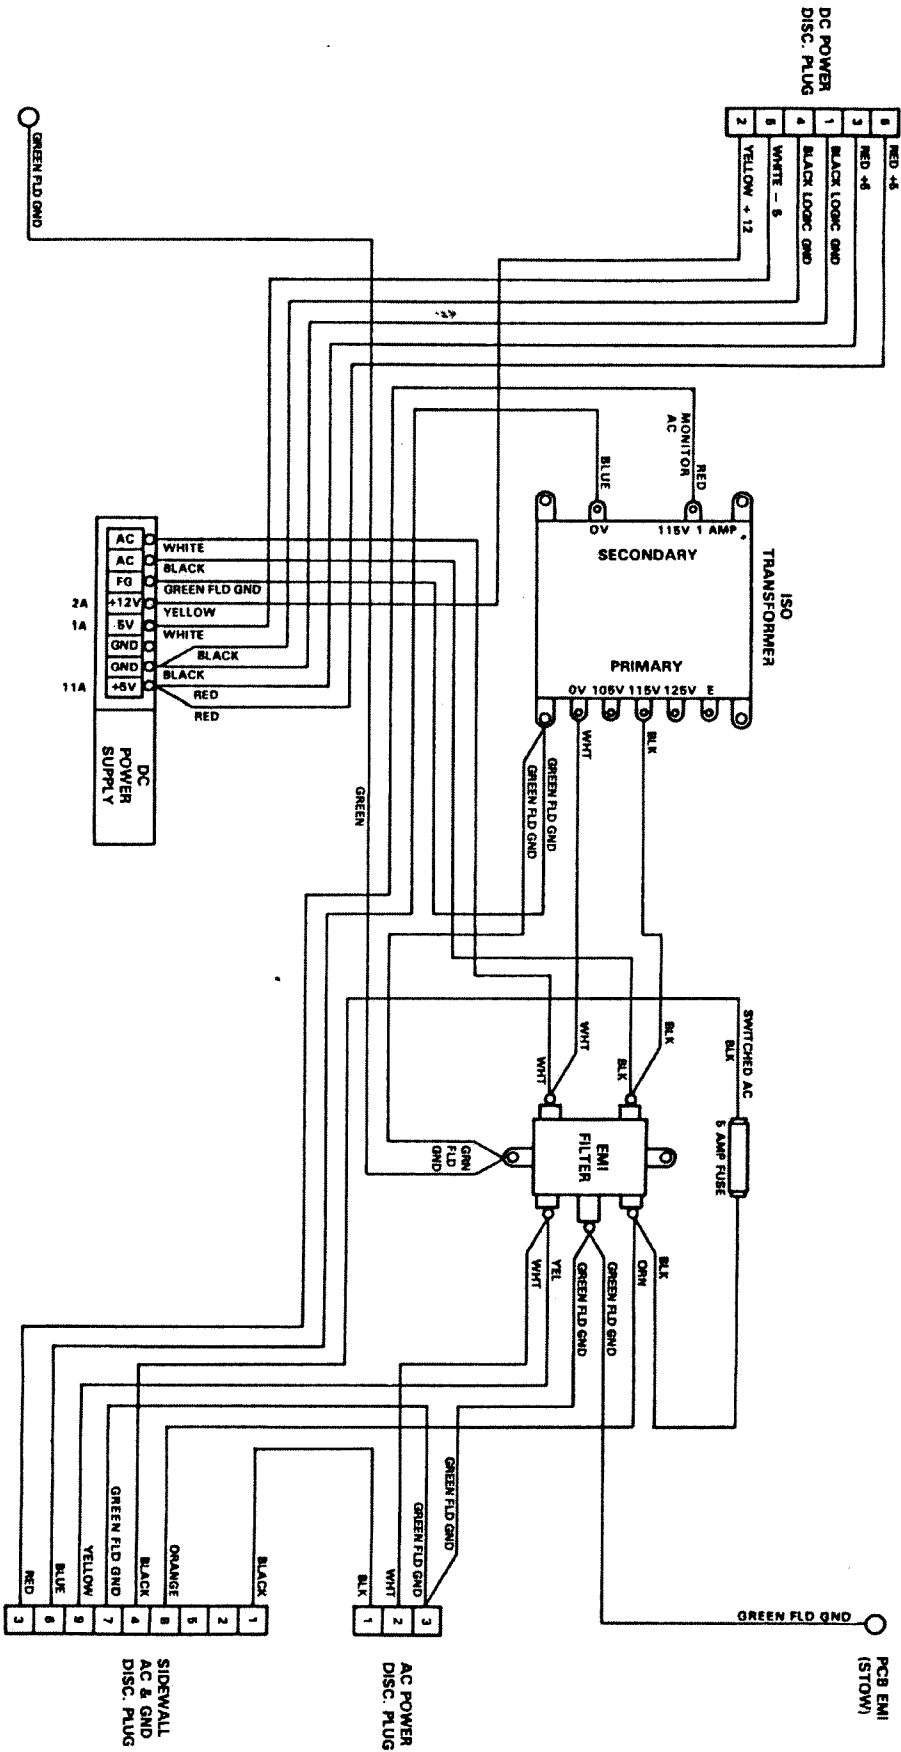 DC POWER
DISC. PLUG
2
5
4
1
3
6
YELLOW + 12
WHITE – 5
BLACK LOGIC GND
BLACK LOGIC GND
RED +5
RED +5
GREEN FLD GND
MONITOR
AC
RED
BLUE
0V
115V 1 AMP
SECONDARY
ISO
TRANSFORMER
PRIMARY
0V 105V 115V 125V E
WHT
BLK
GREEN FLD GND
GREEN FLD GND
AC
AC
FG
+12V
5V
GND
GND
+5V
2A
1A
11A
WHITE
BLACK
GREEN FLD GND
YELLOW
WHITE
BLACK
BLACK
RED
RED
DC
POWER
SUPPLY
GREEN
SWITCHED AC
BLK
5 AMP FUSE
BLK
BLK
WHT
WHT
EMI
FILTER
GRN
FLD
GND
BLK
ORN
GREEN FLD GND
GREEN FLD GND
YEL
WHT
GREEN FLD GND
GREEN FLD GND
WHT
BLK
BLACK
ORANGE
BLACK
GREEN FLD GND
YELLOW
BLUE
RED
3
6
9
7
4
8
5
2
1
1
2
3
SIDEWALL
AC & GND
DISC. PLUG
AC POWER
DISC. PLUG
GREEN FLD GND
PCB EMI
(STOW)